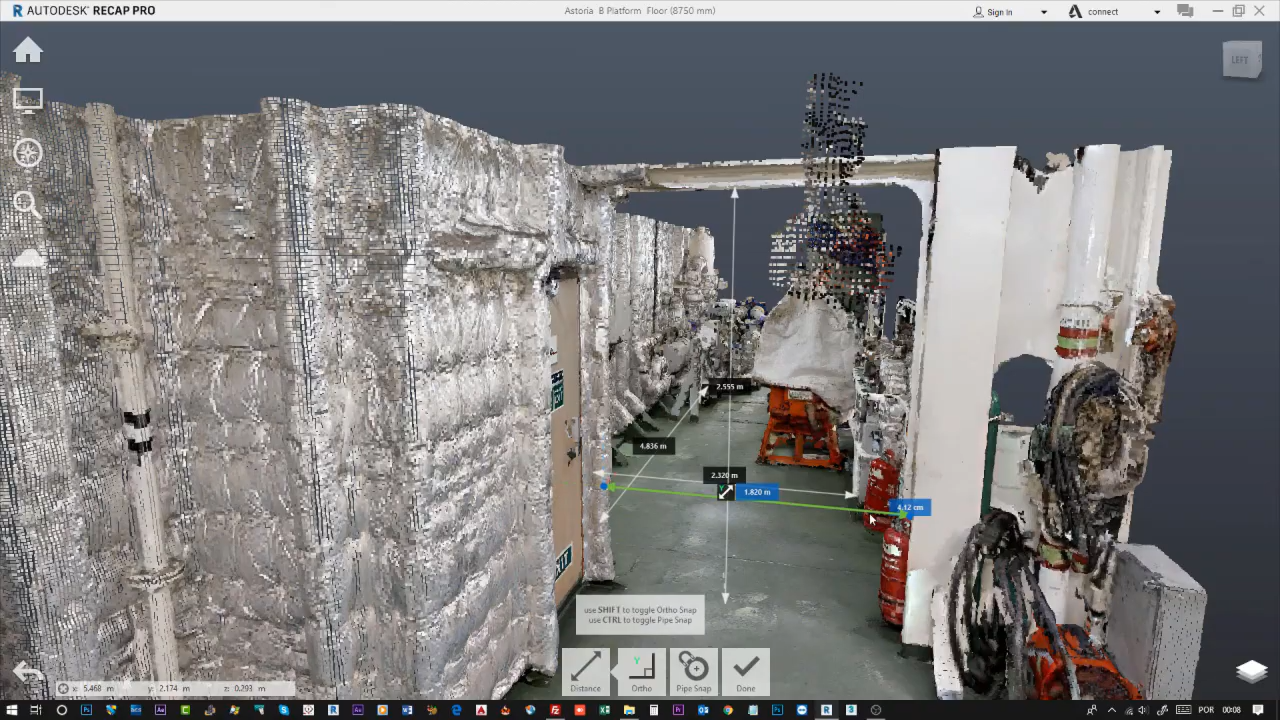 R AUTODESK® RECAP PRO
Astoria B Platform Floor (8750 mm)
Sign In
connect
LEFT
2.555 m
4.836 m
2.320 m
Y
1.820 m
4.12 cm
EXIT
EXIT
use SHIFT to toggle Ortho Snap
use CTRL to toggle Pipe Snap
Y
Distance
Ortho
Pipe Snap
Done
x: 5.468 m y: 2.174 m z: 0.293 m
POR
00:08